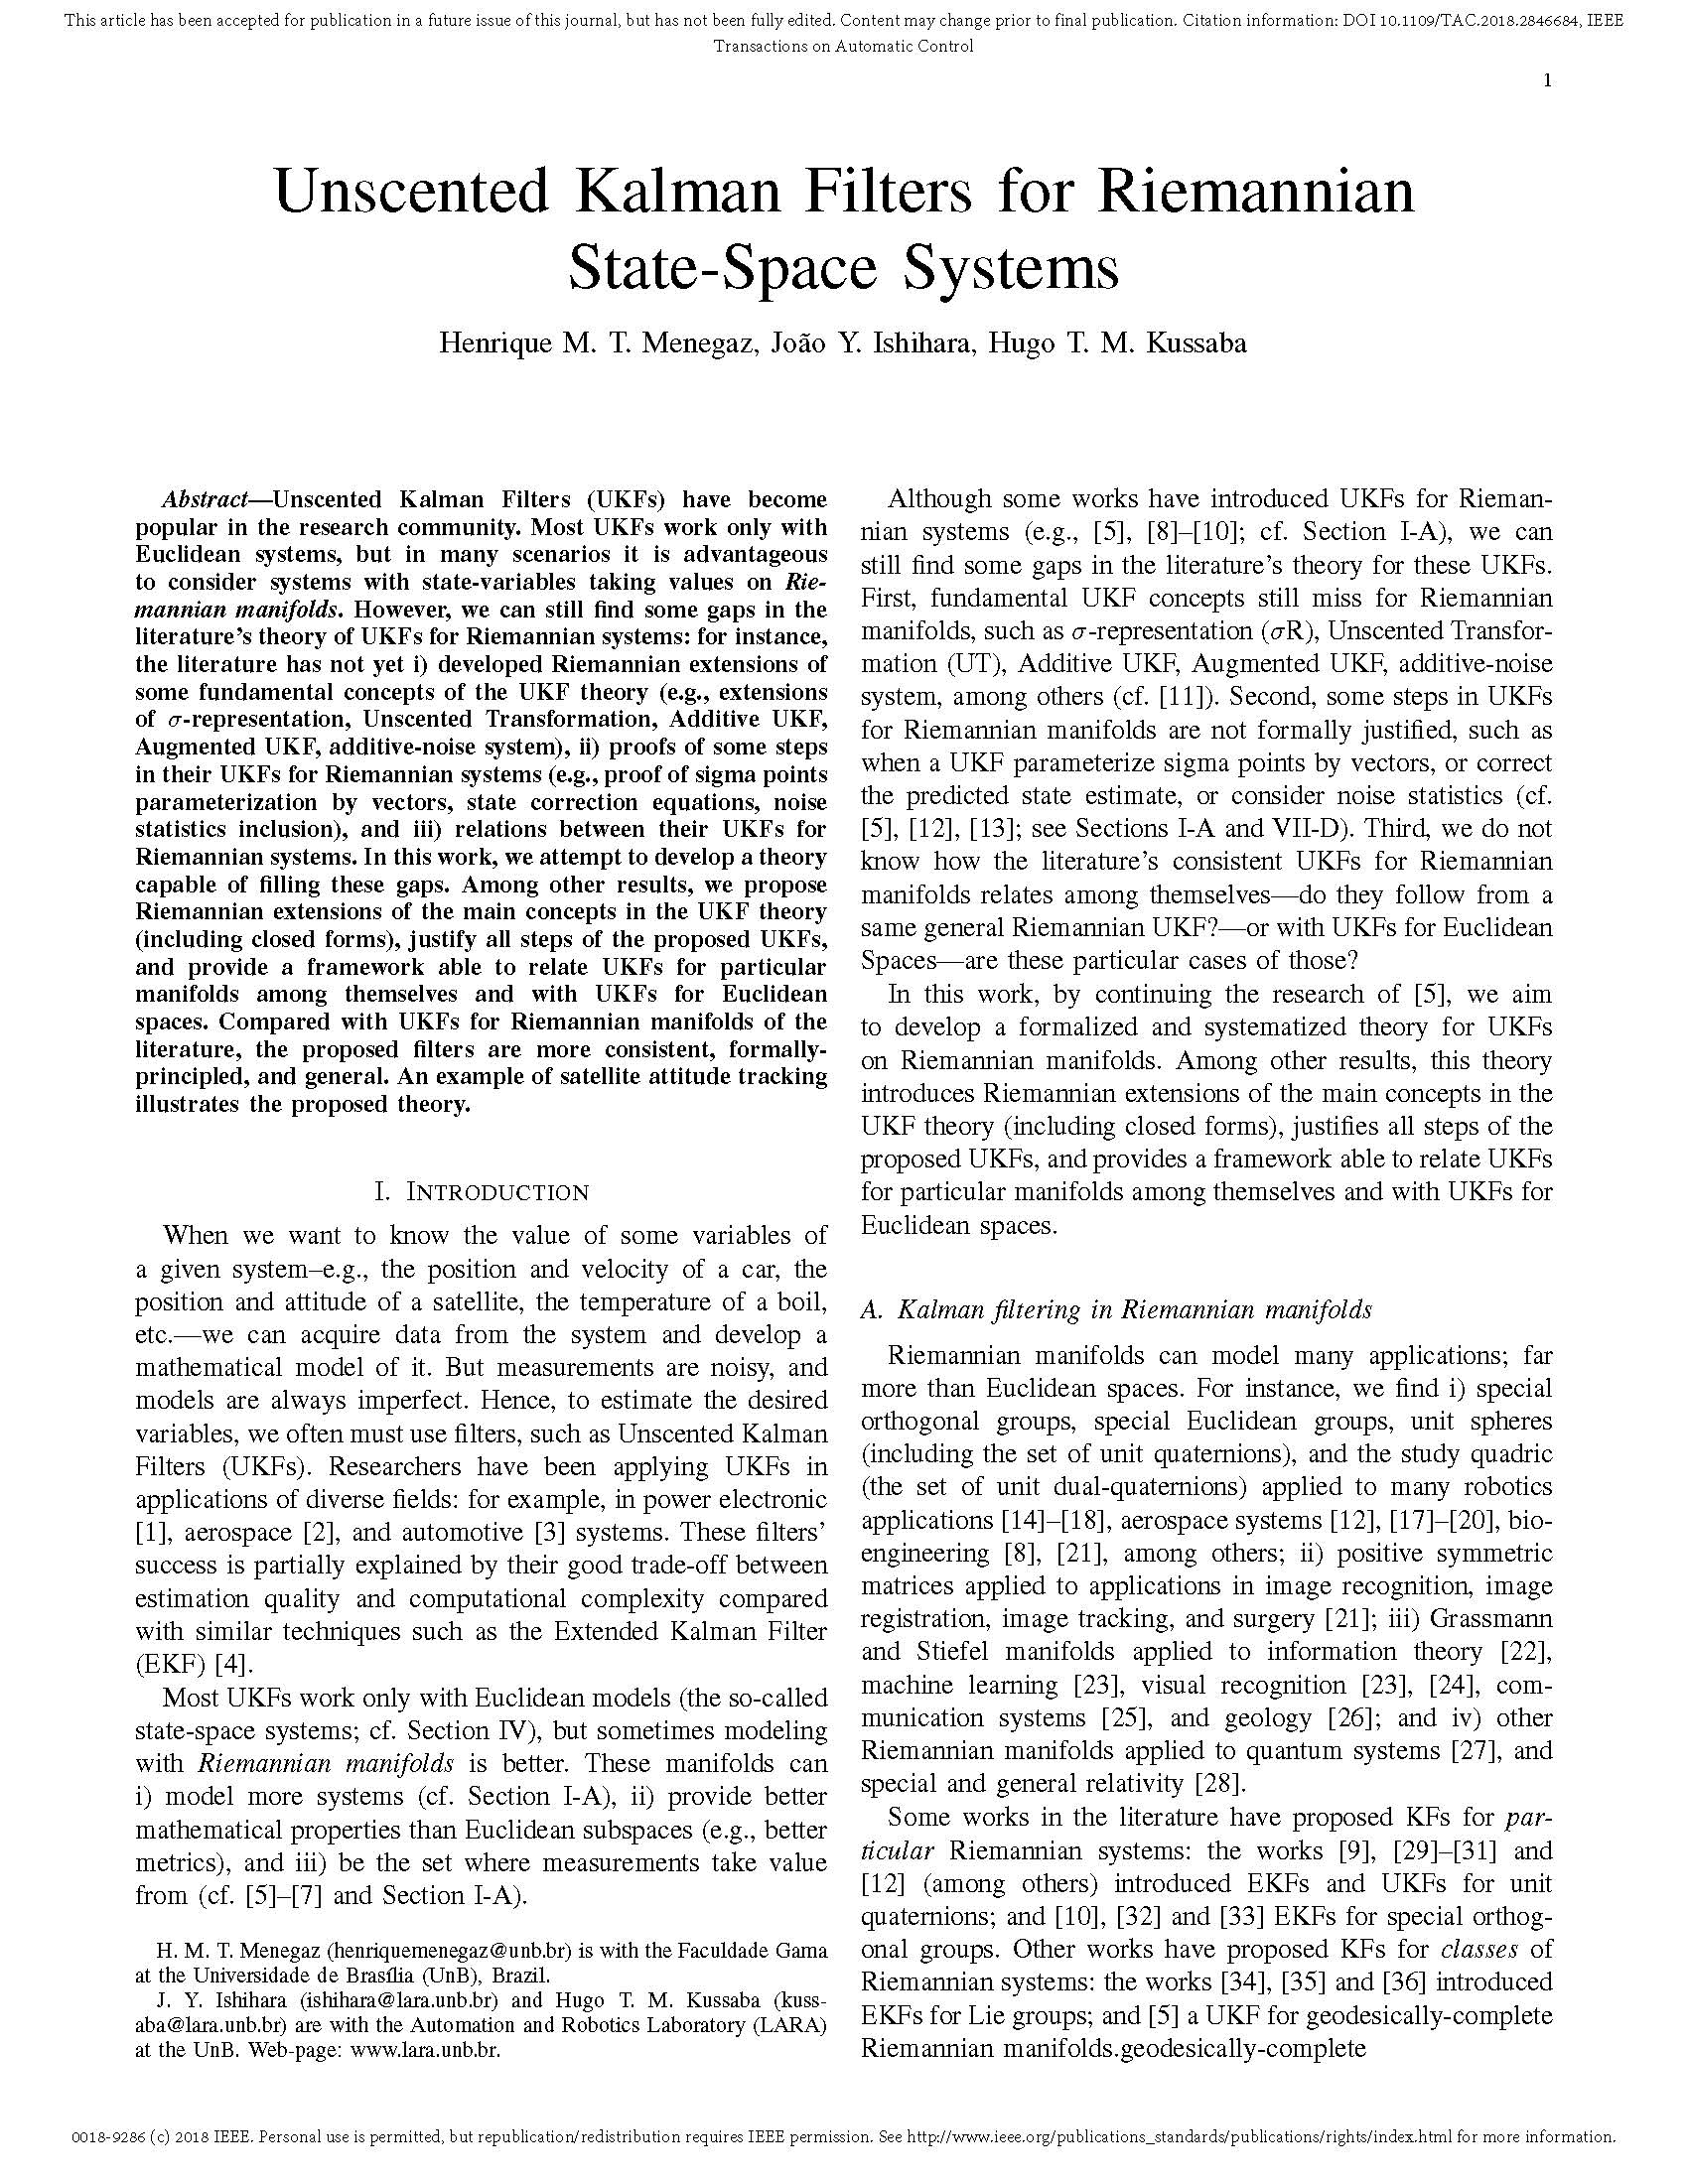 This article has been accepted for publication in a future issue of this journal, but has not been fully edited. Content may change prior to final publication. Citation information: DOI 10.1109/TAC.2018.2846684, IEEE
Transactions on Automatic Control
1
Unscented Kalman Filters for Riemannian
State-Space Systems
Henrique M. T. Menegaz, João Y. Ishihara, Hugo T. M. Kussaba
Abstract—Unscented Kalman Filters (UKFs) have become
popular in the research community. Most UKFs work only with
Euclidean systems, but in many scenarios it is advantageous
to consider systems with state-variables taking values on Rie-
mannian manifolds. However, we can still find some gaps in the
literature's theory of UKFs for Riemannian systems: for instance,
the literature has not yet i) developed Riemannian extensions of
some fundamental concepts of the UKF theory (e.g., extensions
of σ-representation, Unscented Transformation, Additive UKF,
Augmented UKF, additive-noise system), ii) proofs of some steps
in their UKFs for Riemannian systems (e.g., proof of sigma points
parameterization by vectors, state correction equations, noise
statistics inclusion), and iii) relations between their UKFs for
Riemannian systems. In this work, we attempt to develop a theory
capable of filling these gaps. Among other results, we propose
Riemannian extensions of the main concepts in the UKF theory
(including closed forms), justify all steps of the proposed UKFs,
and provide a framework able to relate UKFs for particular
manifolds among themselves and with UKFs for Euclidean
spaces. Compared with UKFs for Riemannian manifolds of the
literature, the proposed filters are more consistent, formally-
principled, and general. An example of satellite attitude tracking
illustrates the proposed theory.
I. INTRODUCTION
When we want to know the value of some variables of
a given system–e.g., the position and velocity of a car, the
position and attitude of a satellite, the temperature of a boil,
etc.—we can acquire data from the system and develop a
mathematical model of it. But measurements are noisy, and
models are always imperfect. Hence, to estimate the desired
variables, we often must use filters, such as Unscented Kalman
Filters (UKFs). Researchers have been applying UKFs in
applications of diverse fields: for example, in power electronic
[1], aerospace [2], and automotive [3] systems. These filters'
success is partially explained by their good trade-off between
estimation quality and computational complexity compared
with similar techniques such as the Extended Kalman Filter
(EKF) [4].
Most UKFs work only with Euclidean models (the so-called
state-space systems; cf. Section IV), but sometimes modeling
with Riemannian manifolds is better. These manifolds can
i) model more systems (cf. Section I-A), ii) provide better
mathematical properties than Euclidean subspaces (e.g., better
metrics), and iii) be the set where measurements take value
from (cf. [5]–[7] and Section I-A).
H. M. T. Menegaz (henriquemenegaz@unb.br) is with the Faculdade Gama
at the Universidade de Brasília (UnB), Brazil.
J. Y. Ishihara (ishihara@lara.unb.br) and Hugo T. M. Kussaba (kuss-
aba@lara.unb.br) are with the Automation and Robotics Laboratory (LARA)
at the UnB. Web-page: www.lara.unb.br.
Although some works have introduced UKFs for Rieman-
nian systems (e.g., [5], [8]–[10]; cf. Section I-A), we can
still find some gaps in the literature's theory for these UKFs.
First, fundamental UKF concepts still miss for Riemannian
manifolds, such as σ-representation (σR), Unscented Transfor-
mation (UT), Additive UKF, Augmented UKF, additive-noise
system, among others (cf. [11]). Second, some steps in UKFs
for Riemannian manifolds are not formally justified, such as
when a UKF parameterize sigma points by vectors, or correct
the predicted state estimate, or consider noise statistics (cf.
[5], [12], [13]; see Sections I-A and VII-D). Third, we do not
know how the literature's consistent UKFs for Riemannian
manifolds relates among themselves—do they follow from a
same general Riemannian UKF?—or with UKFs for Euclidean
Spaces—are these particular cases of those?
In this work, by continuing the research of [5], we aim
to develop a formalized and systematized theory for UKFs
on Riemannian manifolds. Among other results, this theory
introduces Riemannian extensions of the main concepts in the
UKF theory (including closed forms), justifies all steps of the
proposed UKFs, and provides a framework able to relate UKFs
for particular manifolds among themselves and with UKFs for
Euclidean spaces.
A. Kalman filtering in Riemannian manifolds
Riemannian manifolds can model many applications; far
more than Euclidean spaces. For instance, we find i) special
orthogonal groups, special Euclidean groups, unit spheres
(including the set of unit quaternions), and the study quadric
(the set of unit dual-quaternions) applied to many robotics
applications [14]–[18], aerospace systems [12], [17]–[20], bio-
engineering [8], [21], among others; ii) positive symmetric
matrices applied to applications in image recognition, image
registration, image tracking, and surgery [21]; iii) Grassmann
and Stiefel manifolds applied to information theory [22],
machine learning [23], visual recognition [23], [24], com-
munication systems [25], and geology [26]; and iv) other
Riemannian manifolds applied to quantum systems [27], and
special and general relativity [28].
Some works in the literature have proposed KFs for par-
ticular Riemannian systems: the works [9], [29]–[31] and
[12] (among others) introduced EKFs and UKFs for unit
quaternions; and [10], [32] and [33] EKFs for special orthog-
onal groups. Other works have proposed KFs for classes of
Riemannian systems: the works [34], [35] and [36] introduced
EKFs for Lie groups; and [5] a UKF for geodesically-complete
Riemannian manifolds.geodesically-complete
0018-9286 (c) 2018 IEEE. Personal use is permitted, but republication/redistribution requires IEEE permission. See http://www.ieee.org/publications_standards/publications/rights/index.html for more information.